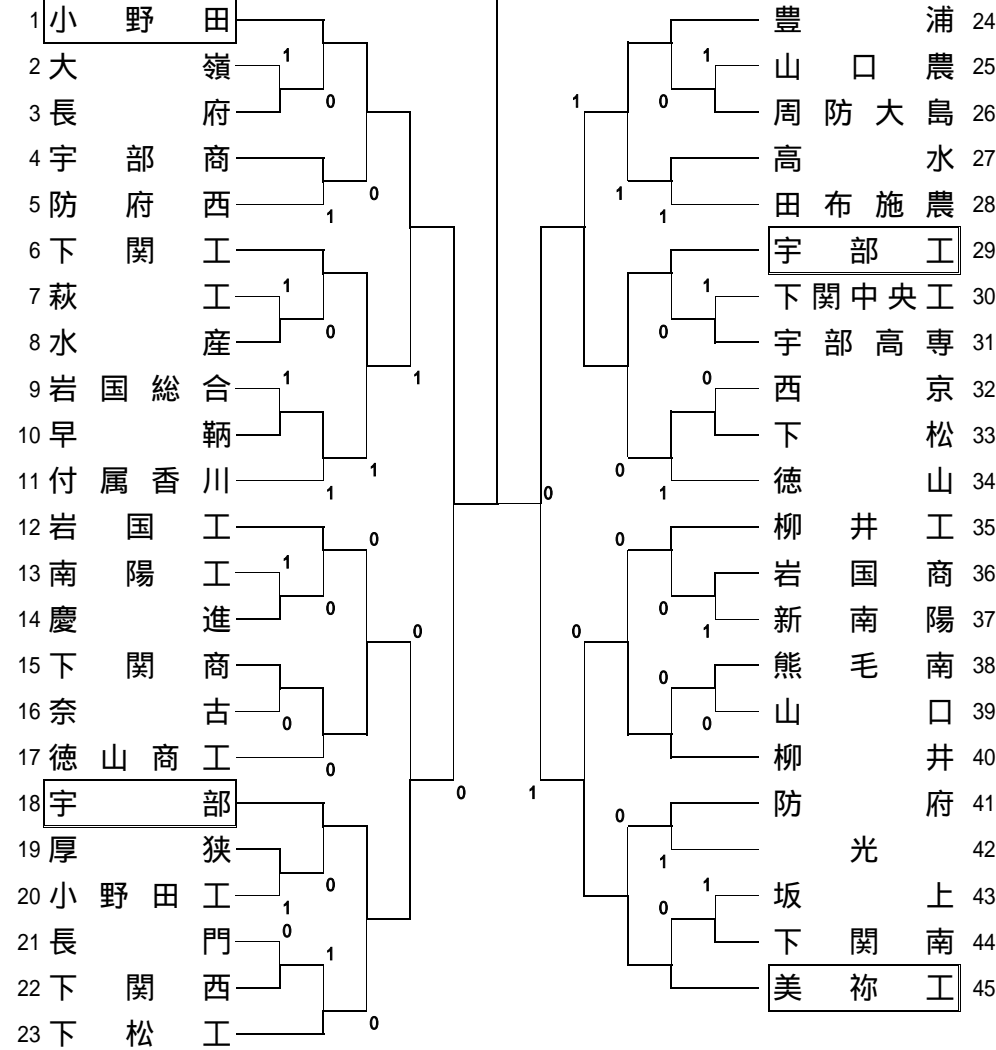 1 小野田
2 大嶺
3 長府
4 宇部商
5 防府西
6 下関工
7 萩工
8 水産
9 岩国総合
10 早鞆
11 付属香川
12 岩国工
13 南陽工
14 慶進
15 下関商
16 奈古
17 徳山商工
18 宇部
19 厚狭
20 小野田工
21 長門
22 下関西
23 下松工
1
0
0
1
1
0
1
1
1
1
0
1
0
0
0
0
0
0
1
0
1
0
0
0
1
1
0
1
1
1
0
0
0
1
0
0
0
1
0
0
0
1
0
1
1
0
豊浦 24
山口農 25
周防大島 26
高水 27
田布施農 28
宇部工 29
下関中央工 30
宇部高専 31
西京 32
下松 33
徳山 34
柳井工 35
岩国商 36
新南陽 37
熊毛南 38
山口 39
柳井 40
防府 41
光 42
坂上 43
下関南 44
美祢工 45